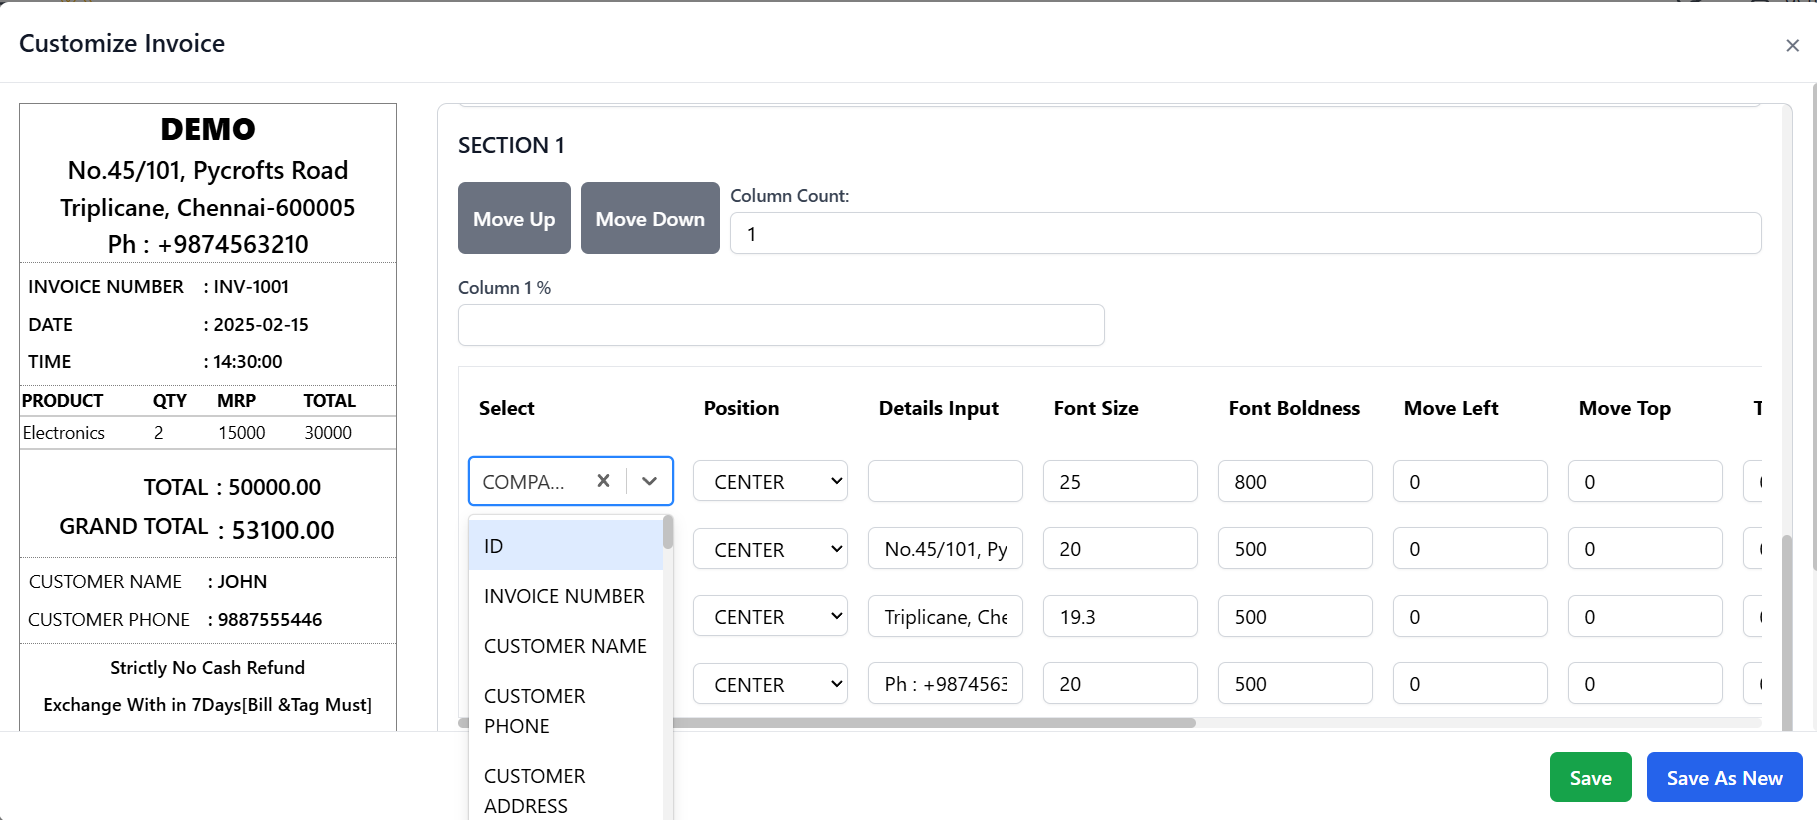 Customize Invoice
DEMO
No.45/101, Pycrofts Road
Triplicane, Chennai-600005
Ph : +9874563210
INVOICE NUMBER : INV-1001
DATE : 2025-02-15
TIME : 14:30:00
PRODUCT QTY MRP TOTAL
Electronics 2 15000 30000
TOTAL : 50000.00
GRAND TOTAL : 53100.00
CUSTOMER NAME : JOHN
CUSTOMER PHONE : 9887555446
Strictly No Cash Refund
Exchange With in 7Days[Bill &Tag Must]
SECTION 1
Move Up
Move Down
Column Count:
1
Column 1 %
Select Position Details Input Font Size Font Boldness Move Left Move Top T
COMPA... CENTER 25 800 0 0
CENTER No.45/101, Py 20 500 0 0
CENTER Triplicane, Che 19.3 500 0 0
CENTER Ph : +9874563 20 500 0 0
ID
INVOICE NUMBER
CUSTOMER NAME
CUSTOMER
PHONE
CUSTOMER
ADDRESS
Save
Save As New